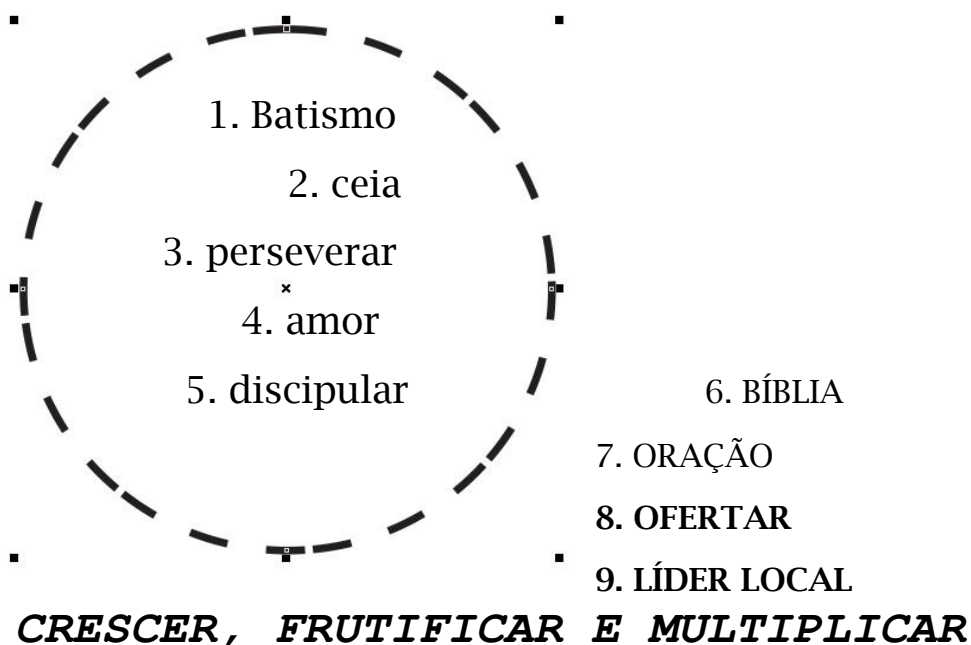 1. Batismo
2. ceia
3. perseverar
4. amor
5. discipular
6. BÍBLIA
7. ORAÇÃO
8. OFERTAR
9. LÍDER LOCAL
CRESCER, FRUTIFICAR E MULTIPLICAR